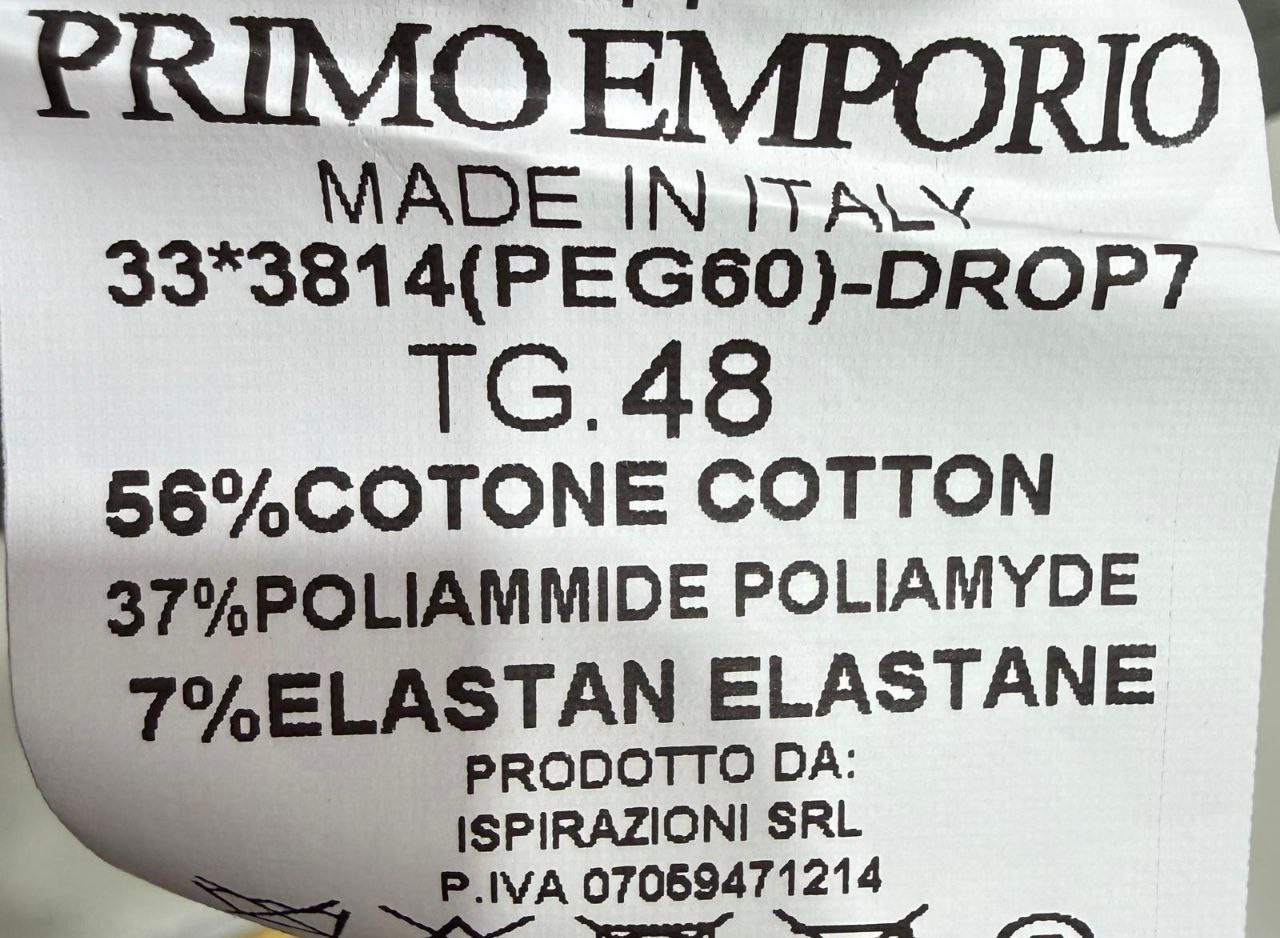 PRIMO EMPORIO
MADE IN ITALY
33*3814(PEG60)-DROP7
TG. 48
56%COTONE COTTON
37%POLIAMMIDE POLIAMYDE
7%ELASTAN ELASTANE
PRODOTTO DA:
ISPIRAZIONI SRL
P.IVA 07059471214